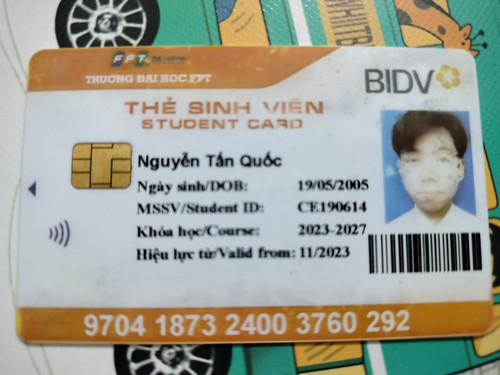 FPT Education
TRƯỜNG ĐẠI HỌC FPT
BIDV
THẺ SINH VIÊN
STUDENT CARD
Nguyễn Tấn Quốc
Ngày sinh/DOB: 19/05/2005
MSSV/Student ID: CE190614
Khóa học/Course: 2023-2027
Hiệu lực từ/Valid from: 11/2023
9704 1873 2400 3760 292